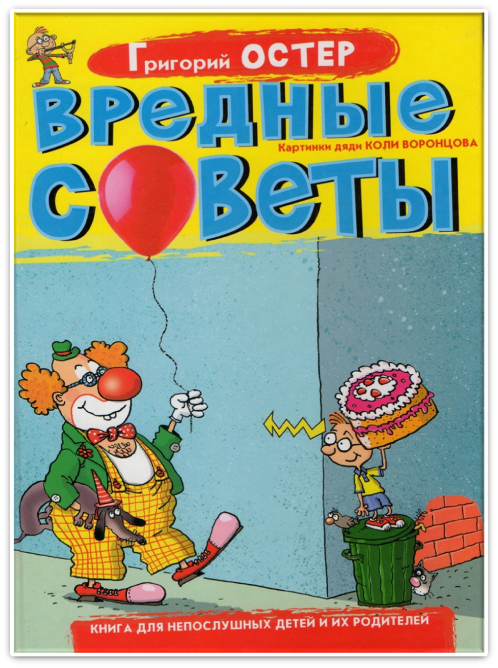 Григорий ОСТЕР
ВРЕДНЫЕ
Картинки дяди КОЛИ ВОРОНЦОВА
СОВЕТЫ
КНИГА ДЛЯ НЕПОСЛУШНЫХ ДЕТЕЙ И ИХ РОДИТЕЛЕЙ